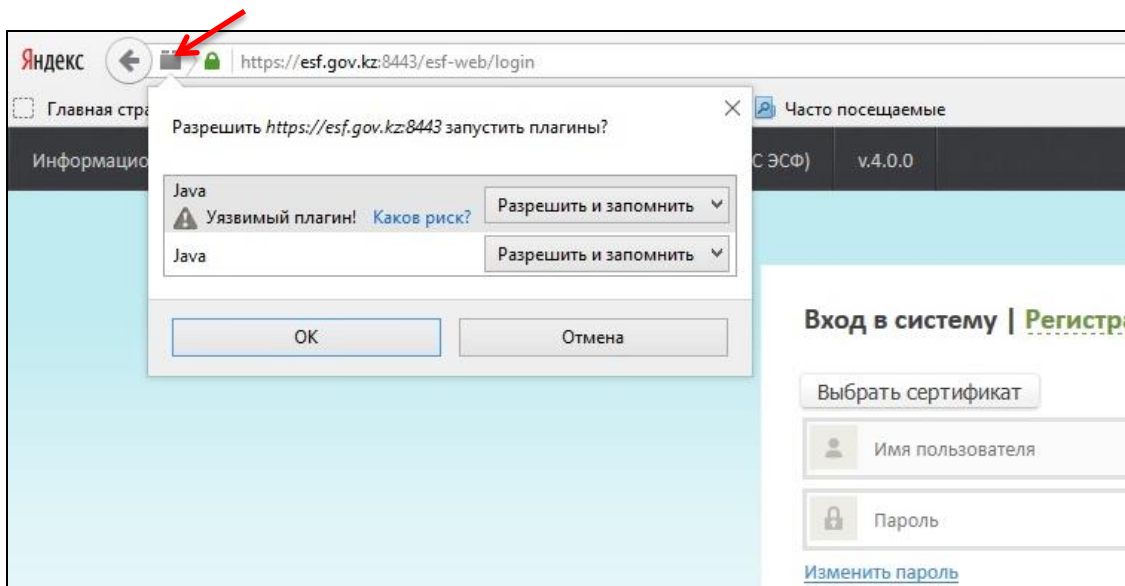 Яндекс
https://esf.gov.kz:8443/esf-web/login
Главная стра
Часто посещаемые
Информацио
С ЭСФ)
v.4.0.0
Разрешить https://esf.gov.kz:8443 запустить плагины?
Java
Уязвимый плагин! Каков риск?
Разрешить и запомнить
Java
Разрешить и запомнить
ОК
Отмена
Вход в систему | Регистра
Выбрать сертификат
Имя пользователя
Пароль
Изменить пароль